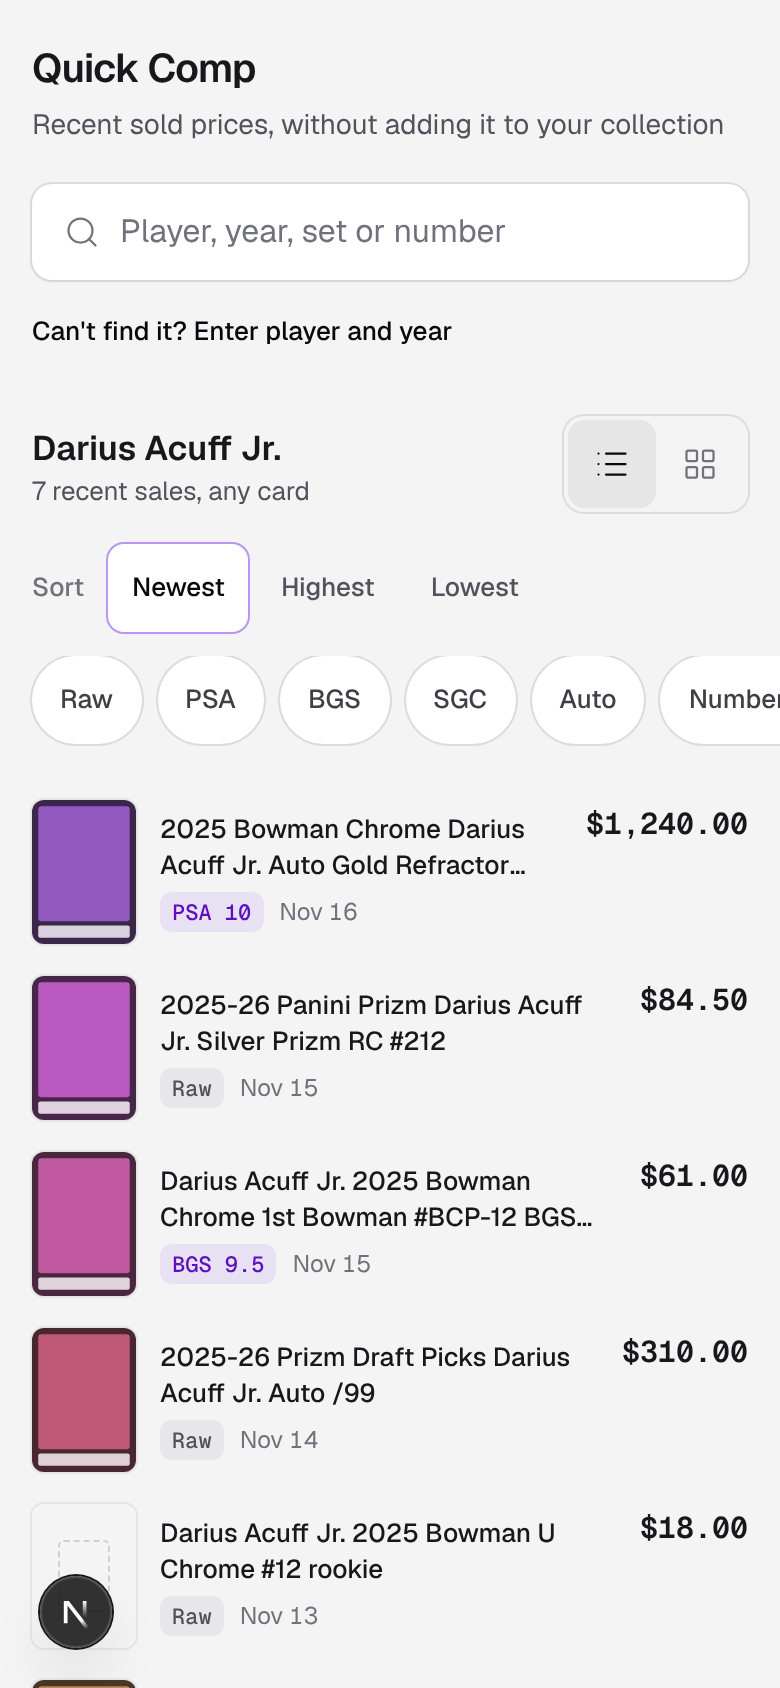 Quick Comp
Recent sold prices, without adding it to your collection
Player, year, set or number
Can't find it? Enter player and year
Darius Acuff Jr.
7 recent sales, any card
Sort Newest Highest Lowest
Raw PSA BGS SGC Auto Number
2025 Bowman Chrome Darius $1,240.00
Acuff Jr. Auto Gold Refractor...
PSA 10 Nov 16
2025-26 Panini Prizm Darius Acuff $84.50
Jr. Silver Prizm RC #212
Raw Nov 15
Darius Acuff Jr. 2025 Bowman $61.00
Chrome 1st Bowman #BCP-12 BGS...
BGS 9.5 Nov 15
2025-26 Prizm Draft Picks Darius $310.00
Acuff Jr. Auto /99
Raw Nov 14
Darius Acuff Jr. 2025 Bowman U $18.00
Chrome #12 rookie
N Raw Nov 13